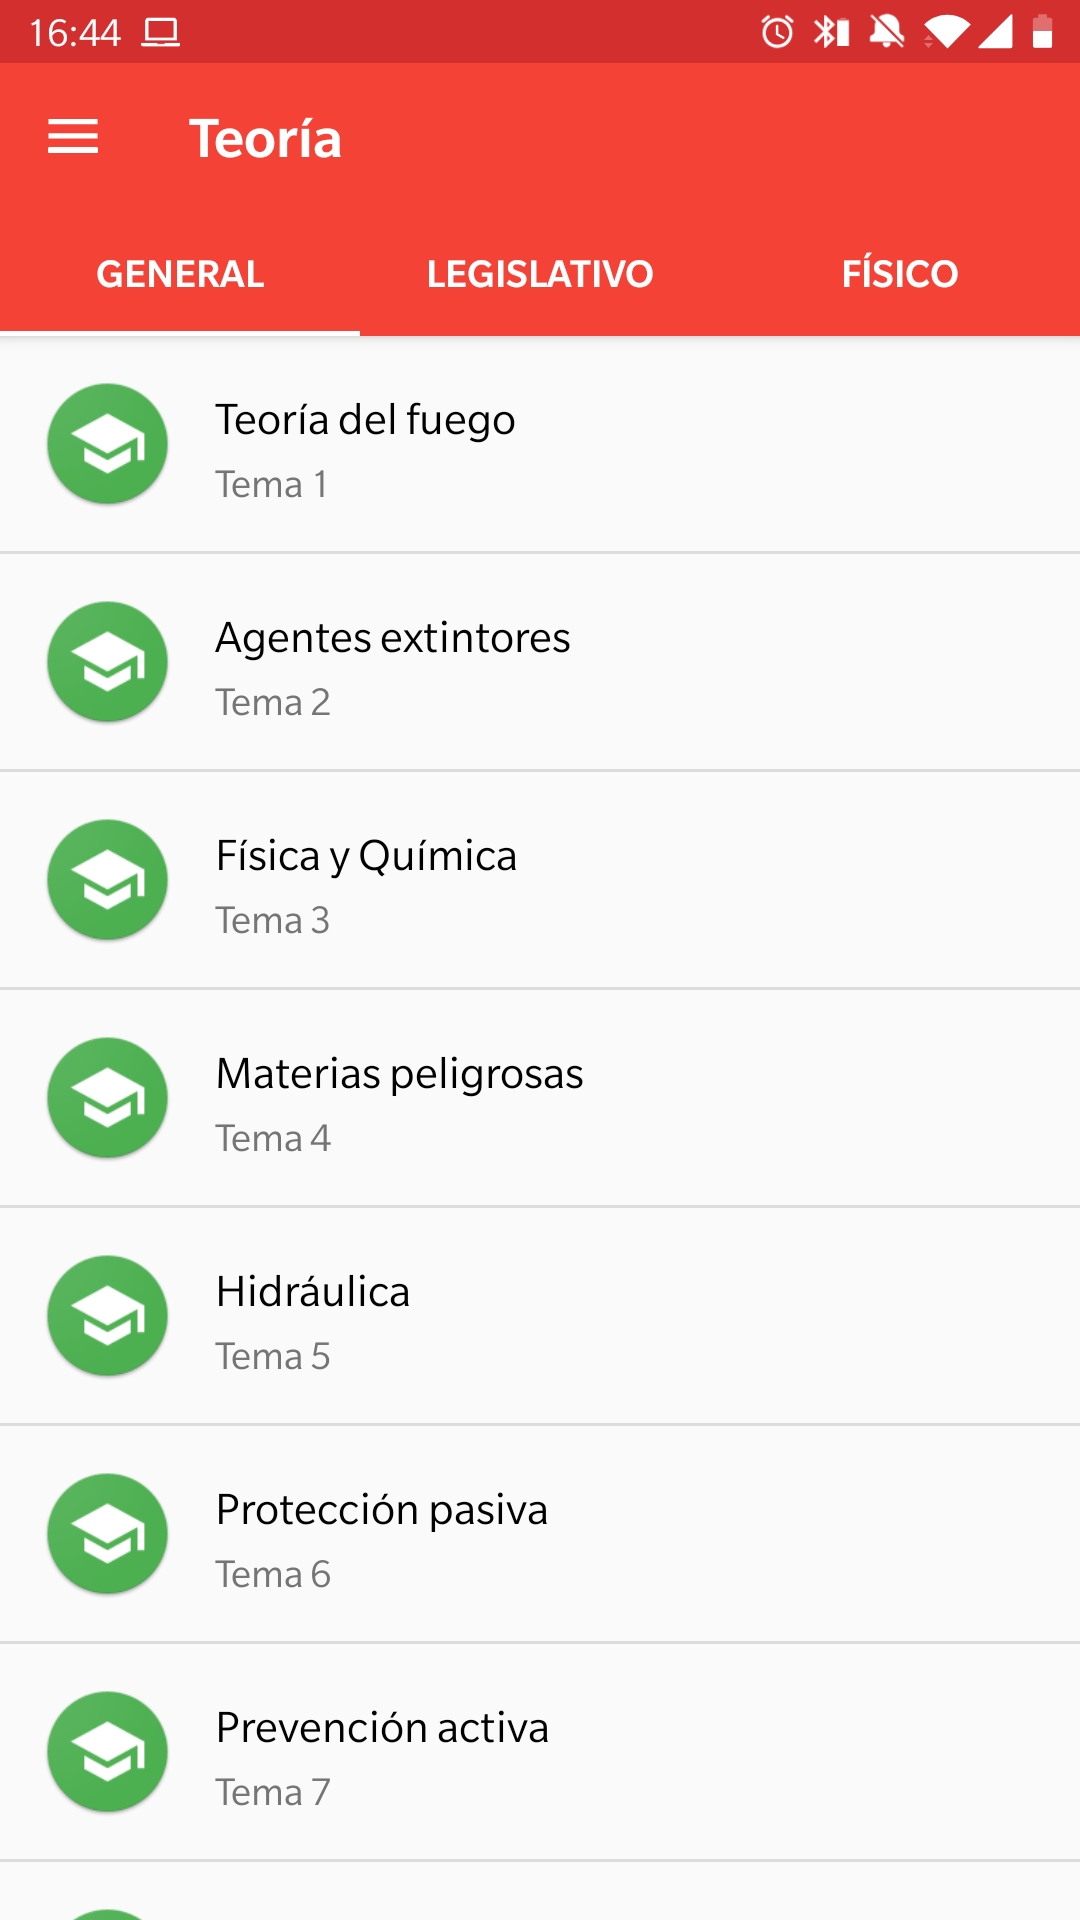 16:44
Teoría
GENERAL LEGISLATIVO FÍSICO
Teoría del fuego
Tema 1
Agentes extintores
Tema 2
Física y Química
Tema 3
Materias peligrosas
Tema 4
Hidráulica
Tema 5
Protección pasiva
Tema 6
Prevención activa
Tema 7